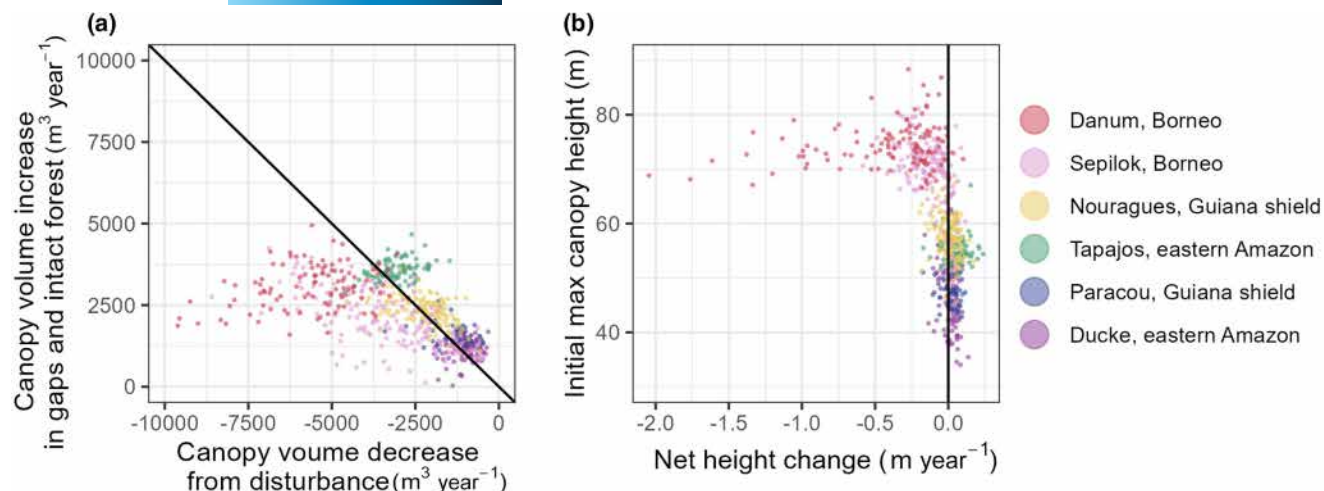 (a)
Canopy volume increase
in gaps and intact forest (m³ year⁻¹)
10000
7500
5000
2500
0
-10000 -7500 -5000 -2500 0
Canopy voume decrease
from disturbance (m³ year⁻¹)
(b)
Initial max canopy height (m)
80
60
40
-2.0 -1.5 -1.0 -0.5 0.0
Net height change (m year⁻¹)
Danum, Borneo
Sepilok, Borneo
Nouragues, Guiana shield
Tapajos, eastern Amazon
Paracou, Guiana shield
Ducke, eastern Amazon